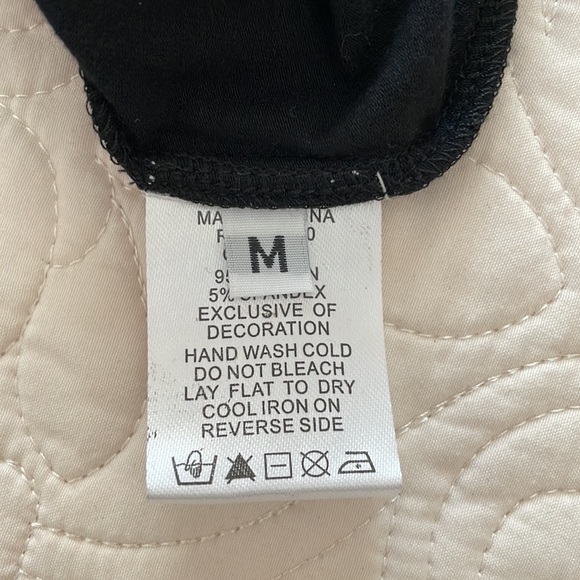 M
5% SPANDEX
EXCLUSIVE OF
DECORATION
HAND WASH COLD
DO NOT BLEACH
LAY FLAT TO DRY
COOL IRON ON
REVERSE SIDE